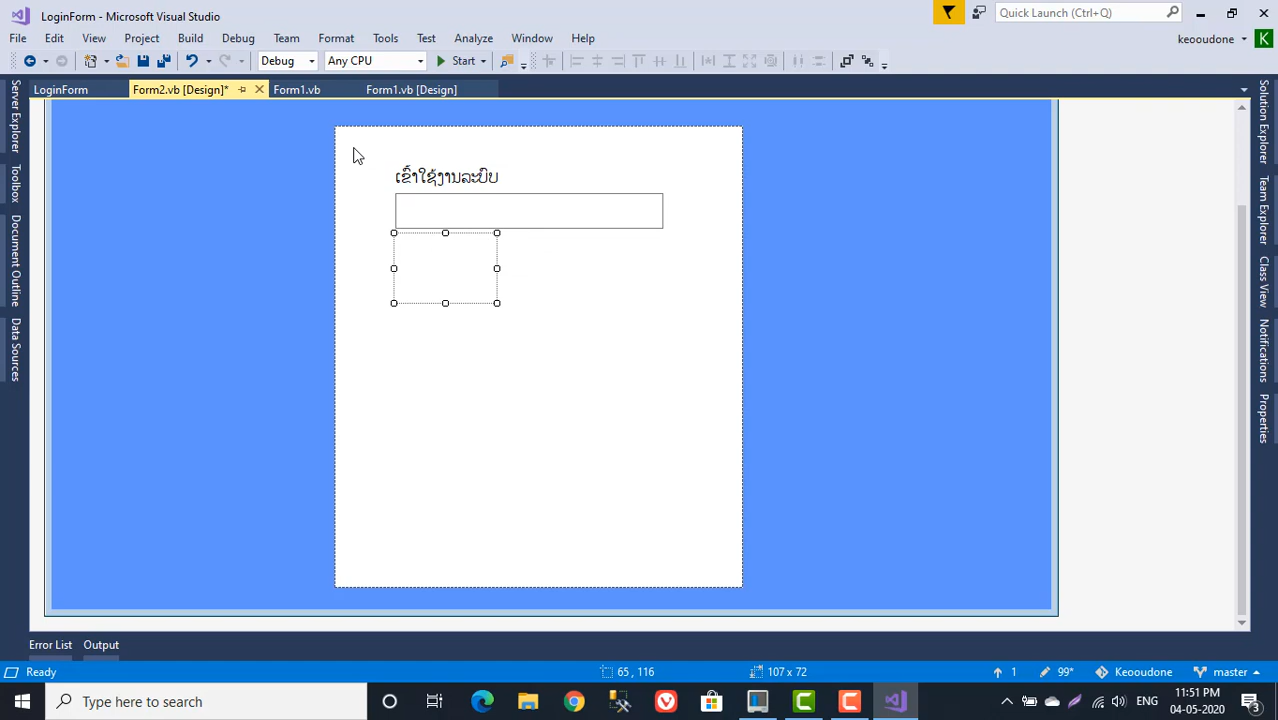 LoginForm - Microsoft Visual Studio
Quick Launch (Ctrl+Q)
File Edit View Project Build Debug Team Format Tools Test Analyze Window Help
keooudone K
Debug Any CPU Start
LoginForm Form2.vb [Design]* Form1.vb Form1.vb [Design]
Server Explorer
Toolbox
Document Outline
Data Sources
ເຂົ້າໃຊ້ງານລະບົບ
Solution Explorer
Team Explorer
Class View
Notifications
Properties
Error List Output
Ready 65 , 116 107 x 72 1 99* Keooudone master
Type here to search
ENG
11:51 PM
04-05-2020
3